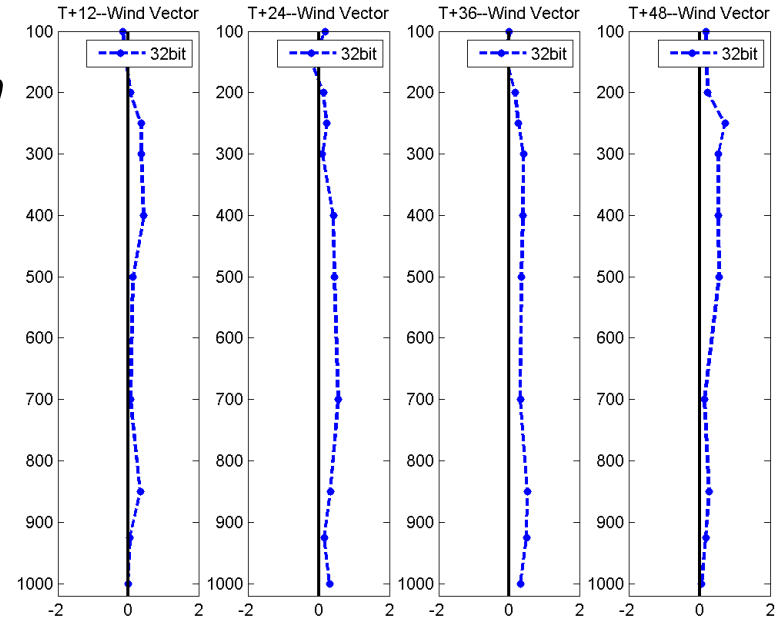 T+12--Wind Vector T+24--Wind Vector T+36--Wind Vector T+48--Wind Vector
100 100 100 100
32bit 32bit 32bit 32bit
200 200 200 200
300 300 300 300
400 400 400 400
500 500 500 500
600 600 600 600
700 700 700 700
800 800 800 800
900 900 900 900
1000 1000 1000 1000
-2 0 2 -2 0 2 -2 0 2 -2 0 2